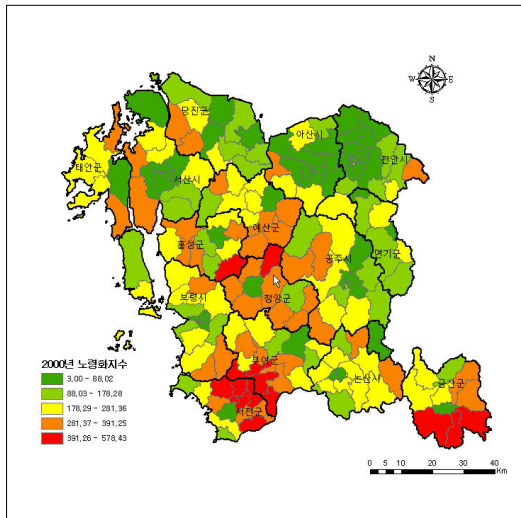 N
W E
S
당진군
아산시
천안시
태안군
서산시
예산군
홍성군
공주시
연기군
보령시
청양군
부여군
논산시
금산군
서천군
2000년 노령화지수
3,00 - 88,02
88,03 - 178,28
178,29 - 281,36
281,37 - 391,25
391,26 - 578,43
0 5 10 20 30 40
Km